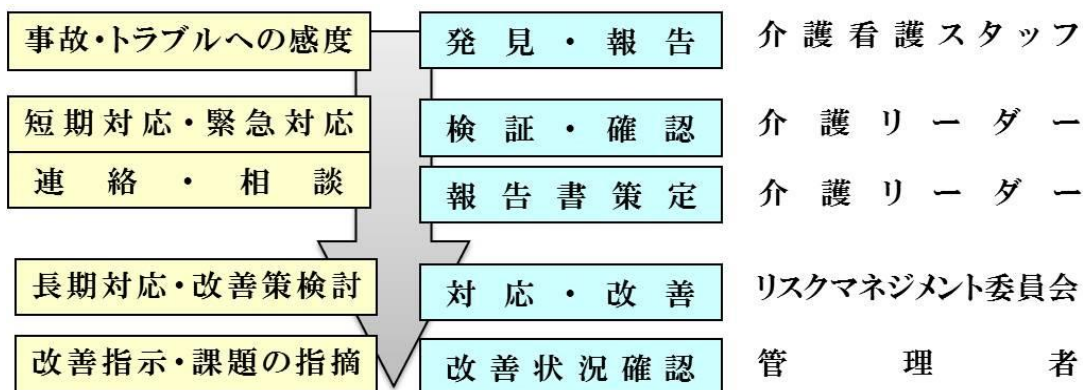 事故・トラブルへの感度 発見・報告 介護看護スタッフ
短期対応・緊急対応 検証・確認 介護リーダー
連絡・相談 報告書策定 介護リーダー
長期対応・改善策検討 対応・改善 リスクマネジメント委員会
改善指示・課題の指摘 改善状況確認 管理者